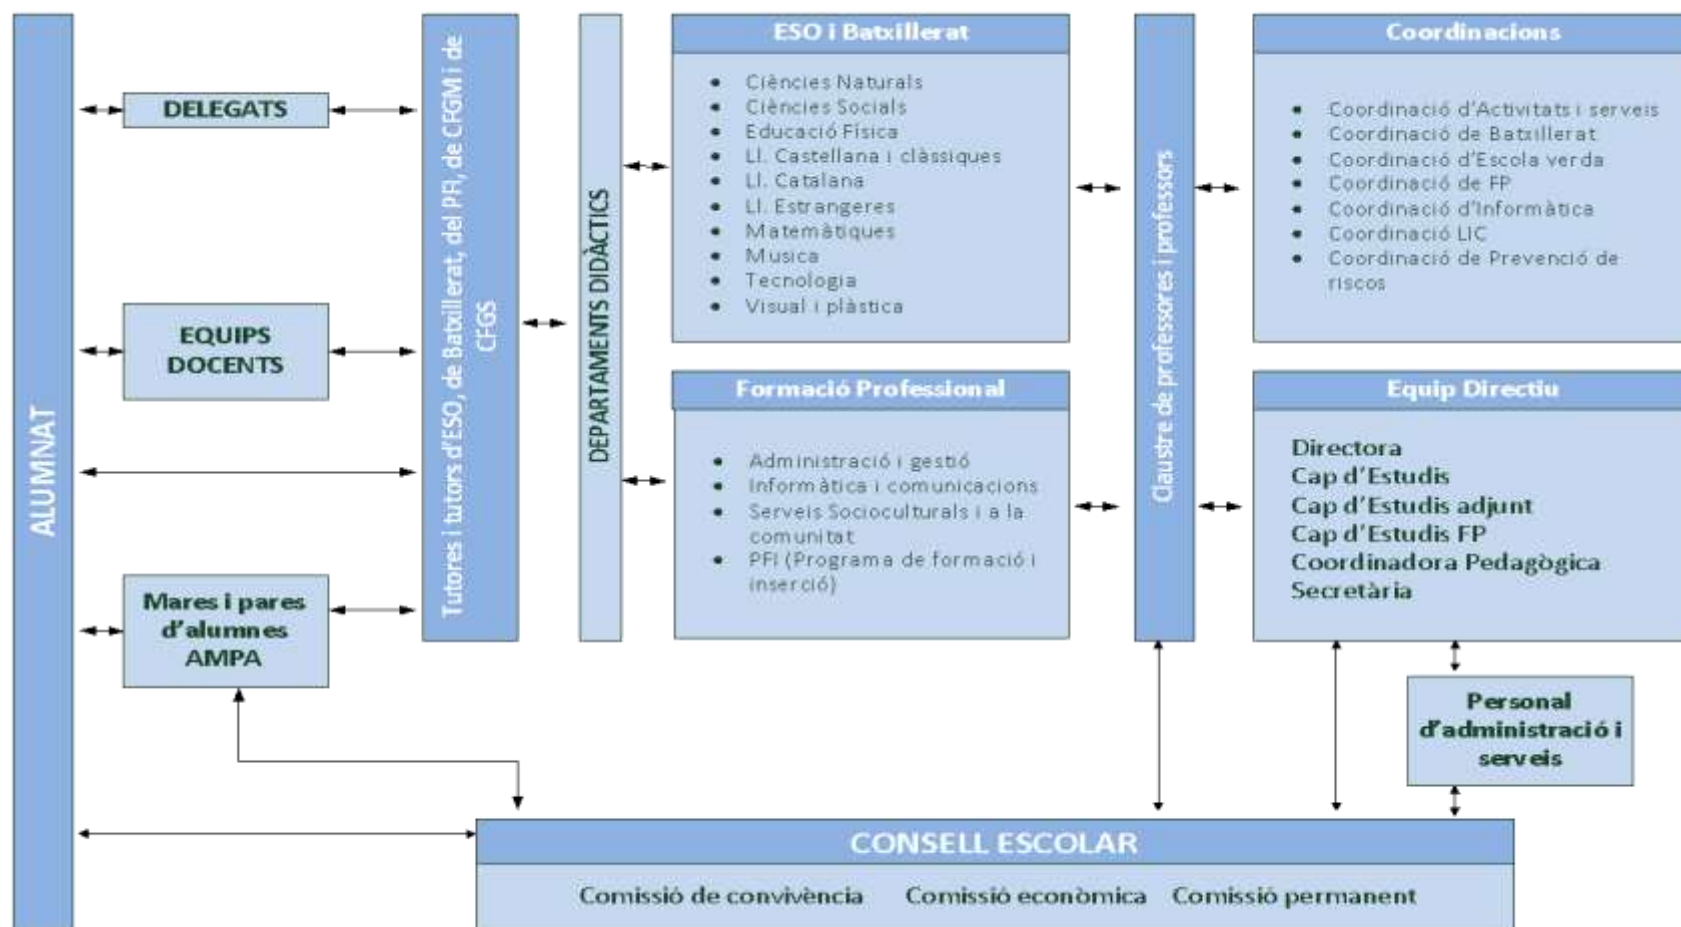 ALUMNAT
DELEGATS
EQUIPS
DOCENTS
Mares i pares
d'alumnes
AMPA
Tutores i tutors d'ESO, de Batxillerat, del PFI, de CFGM i de
CFGS
DEPARTAMENTS DIDÀCTICS
ESO i Batxillerat
• Ciències Naturals
• Ciències Socials
• Educació Física
• Ll. Castellana i clàssiques
• Ll. Catalana
• Ll. Estrangeres
• Matemàtiques
• Musica
• Tecnologia
• Visual i plàstica
Formació Professional
• Administració i gestió
• Informàtica i comunicacions
• Serveis Socioculturals i a la
comunitat
• PFI (Programa de formació i
inserció)
Claustre de professores i professors
Coordinacions
• Coordinació d'Activitats i serveis
• Coordinació de Batxillerat
• Coordinació d'Escola verda
• Coordinació de FP
• Coordinació d'Informàtica
• Coordinació LIC
• Coordinació de Prevenció de
riscos
Equip Directiu
Directora
Cap d'Estudis
Cap d'Estudis adjunt
Cap d'Estudis FP
Coordinadora Pedagògica
Secretària
Personal
d'administració i
serveis
CONSELL ESCOLAR
Comissió de convivència Comissió econòmica Comissió permanent